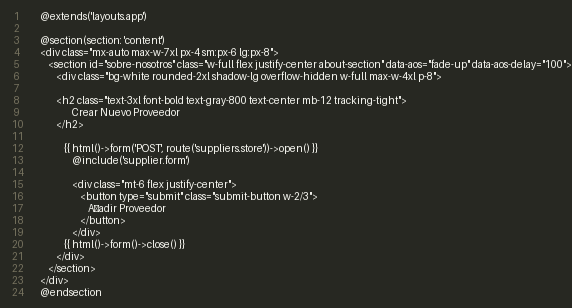 1 @extends('layouts.app')
2
3 @section(section: 'content')
4 <div class="mx-auto max-w-7xl px-4 sm:px-6 lg:px-8">
5 <section id="sobre-nosotros" class="w-full flex justify-center about-section" data-aos="fade-up" data-aos-delay="100">
6 <div class="bg-white rounded-2xl shadow-lg overflow-hidden w-full max-w-4xl p-8">
7
8 <h2 class="text-3xl font-bold text-gray-800 text-center mb-12 tracking-tight">
9 Crear Nuevo Proveedor
10 </h2>
11
12 {{ html()->form('POST', route('suppliers.store'))->open() }}
13 @include('supplier.form')
14
15 <div class="mt-6 flex justify-center">
16 <button type="submit" class="submit-button w-2/3">
17 A�adir Proveedor
18 </button>
19 </div>
20 {{ html()->form()->close() }}
21 </div>
22 </section>
23 </div>
24 @endsection